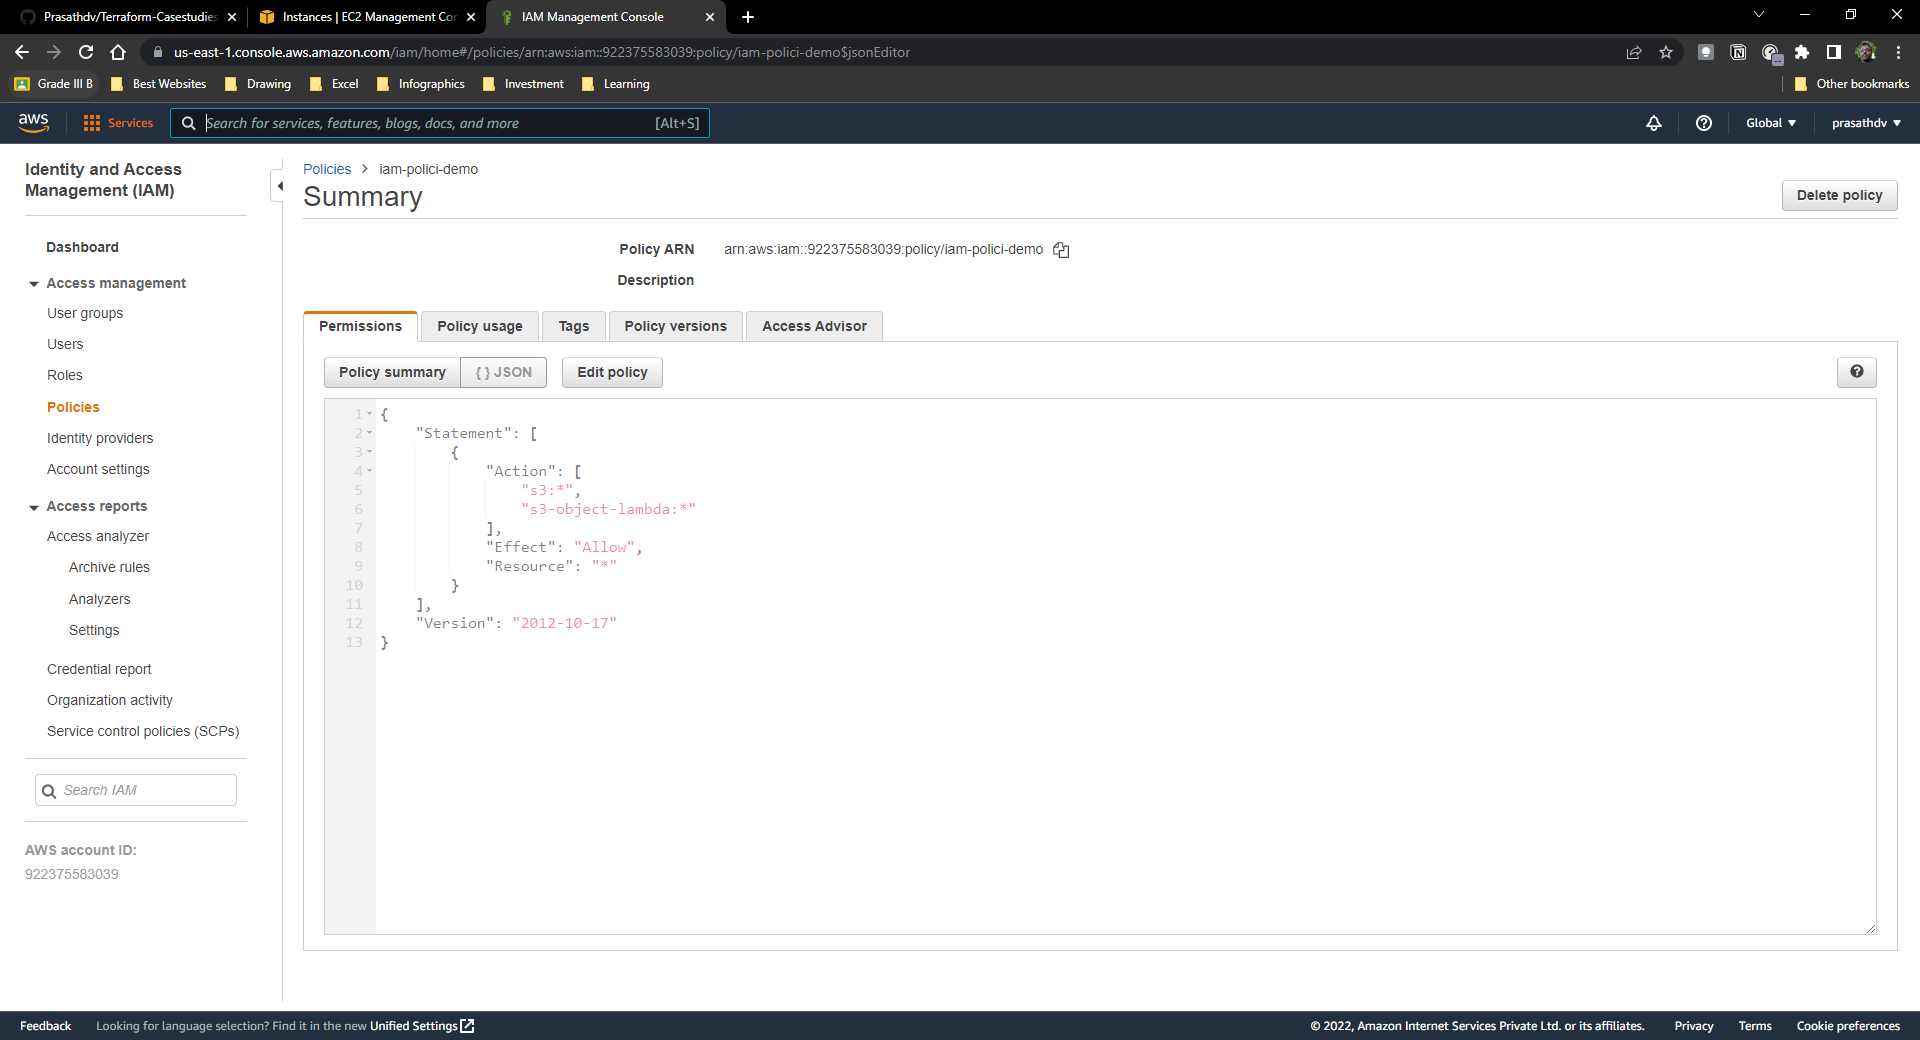 Prasathdv/Terraform-Casestudies
Instances | EC2 Management Con
IAM Management Console
us-east-1.console.aws.amazon.com/iam/home#/policies/arn:aws:iam::922375583039:policy/iam-polici-demo$jsonEditor
Grade III B
Best Websites
Drawing
Excel
Infographics
Investment
Learning
Other bookmarks
aws
Services
Search for services, features, blogs, docs, and more
[Alt+S]
Global
prasathdv
Identity and Access
Management (IAM)
Dashboard
Access management
User groups
Users
Roles
Policies
Identity providers
Account settings
Access reports
Access analyzer
Archive rules
Analyzers
Settings
Credential report
Organization activity
Service control policies (SCPs)
Search IAM
AWS account ID:
922375583039
Policies > iam-polici-demo
Summary
Delete policy
Policy ARN arn:aws:iam::922375583039:policy/iam-polici-demo
Description
Permissions
Policy usage
Tags
Policy versions
Access Advisor
Policy summary
{ } JSON
Edit policy
1 {
2 "Statement": [
3 {
4 "Action": [
5 "s3:*",
6 "s3-object-lambda:*"
7 ],
8 "Effect": "Allow",
9 "Resource": "*"
10 }
11 ],
12 "Version": "2012-10-17"
13 }
Feedback
Looking for language selection? Find it in the new Unified Settings
© 2022, Amazon Internet Services Private Ltd. or its affiliates.
Privacy
Terms
Cookie preferences